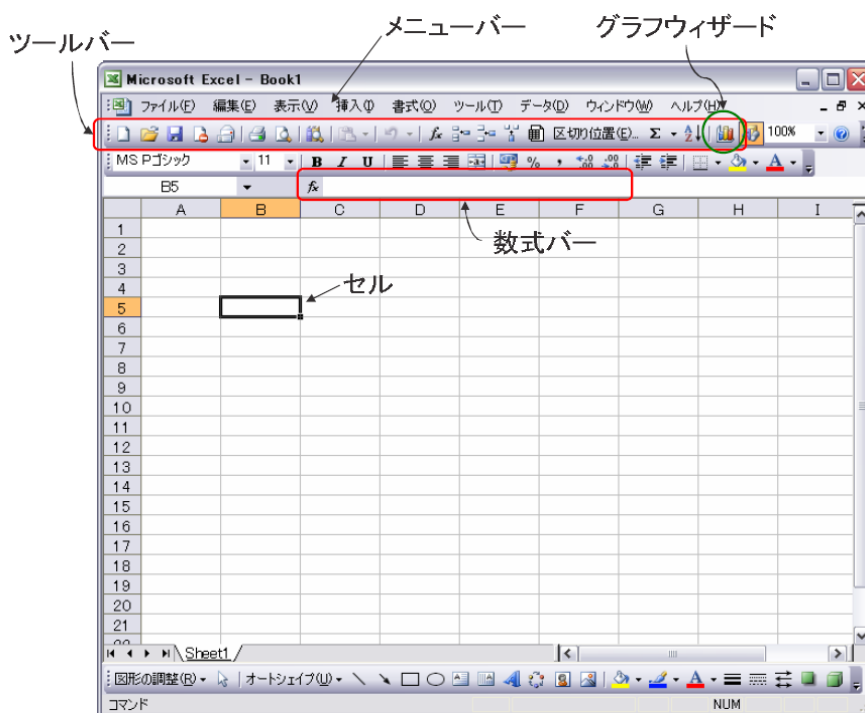 ツールバー
メニューバー
グラフウィザード
Microsoft Excel - Book1
ファイル(F) 編集(E) 表示(V) 挿入(I) 書式(O) ツール(T) データ(D) ウィンドウ(W) ヘルプ(H)
区切り位置(E)... Σ 100%
MS Pゴシック 11 B I U % , A
B5 fx
A B C D E F G H I
数式バー
1
2
3
4
セル
5
6
7
8
9
10
11
12
13
14
15
16
17
18
19
20
21
22
Sheet1
図形の調整(R) オートシェイプ(U) A
コマンド NUM